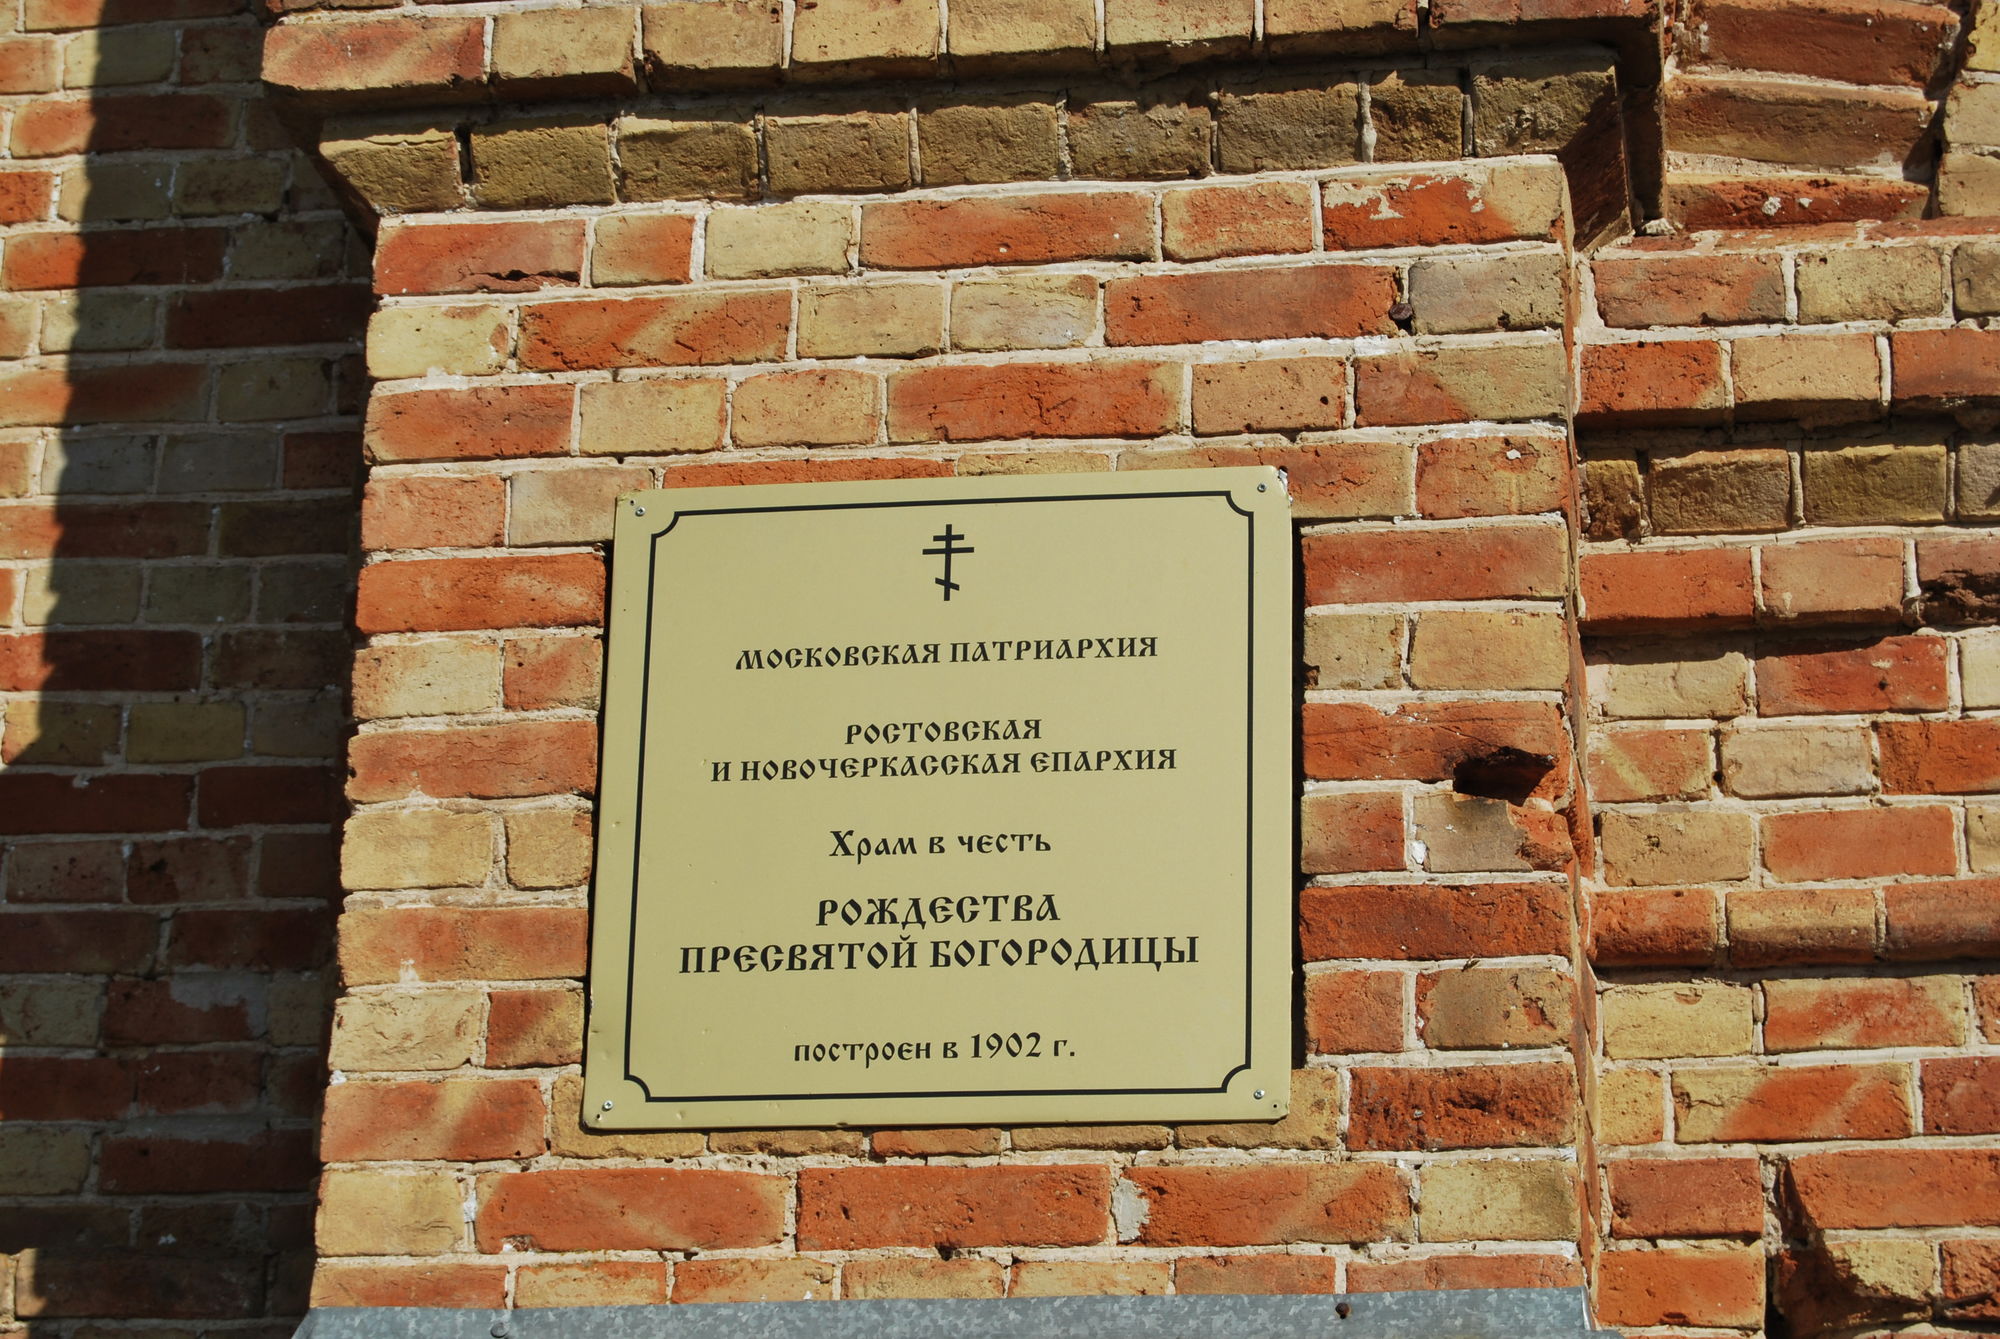 МОСКОВСКАЯ ПАТРИАРХИЯ
РОСТОВСКАЯ
И НОВОЧЕРКАССКАЯ ЕПАРХИЯ
Храм в честь
РОЖДЕСТВА
ПРЕСВЯТОЙ БОГОРОДИЦЫ
построен в 1902 г.